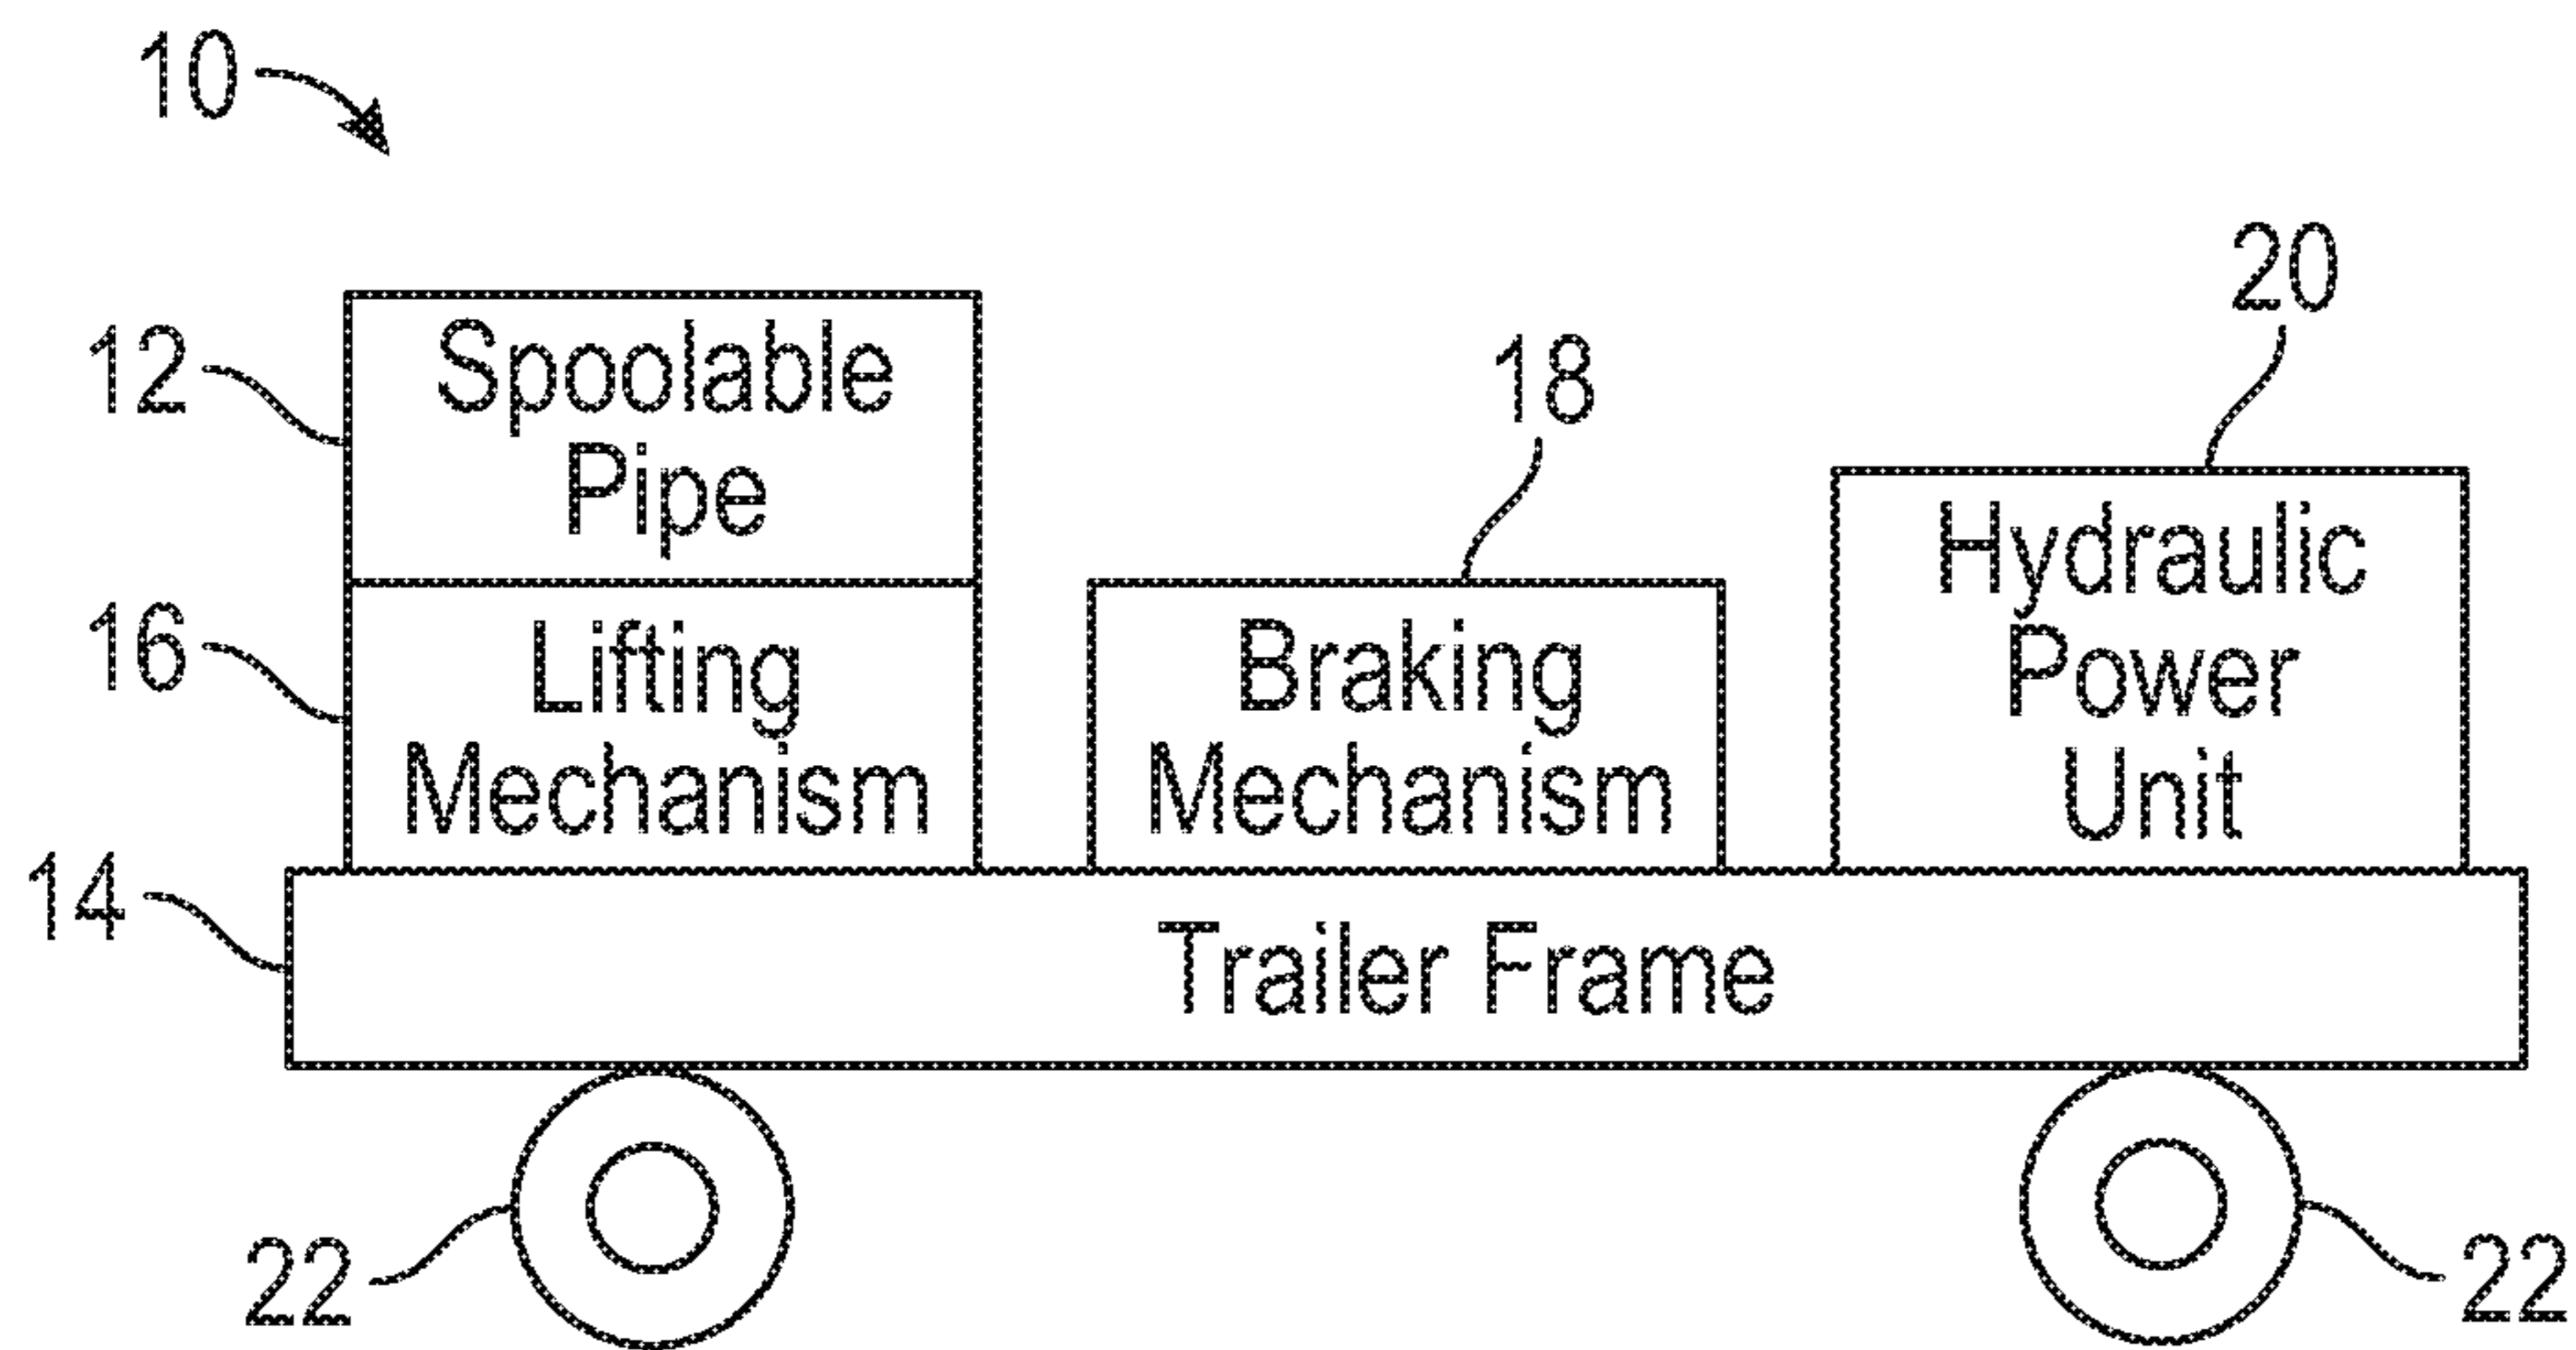 10
20
12
Spoolable
Pipe
18
16
Lifting
Mechanism
Braking
Mechanism
Hydraulic
Power
Unit
14
Trailer Frame
22
22